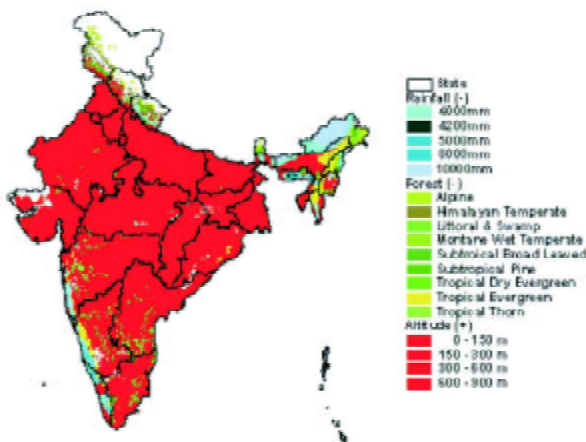 State
Rainfall (-)
4000mm
4200mm
5000mm
8000mm
10000mm
Forest (-)
Alpine
Himalayan Temperate
Littoral & Swamp
Montane Wet Temperate
Subtroical Broad Leaved
Subtropical Pine
Tropical Dry Evergreen
Tropical Evergreen
Tropical Thorn
Altitude (+)
0 - 150 m
150 - 300 m
300 - 600 m
600 - 900 m